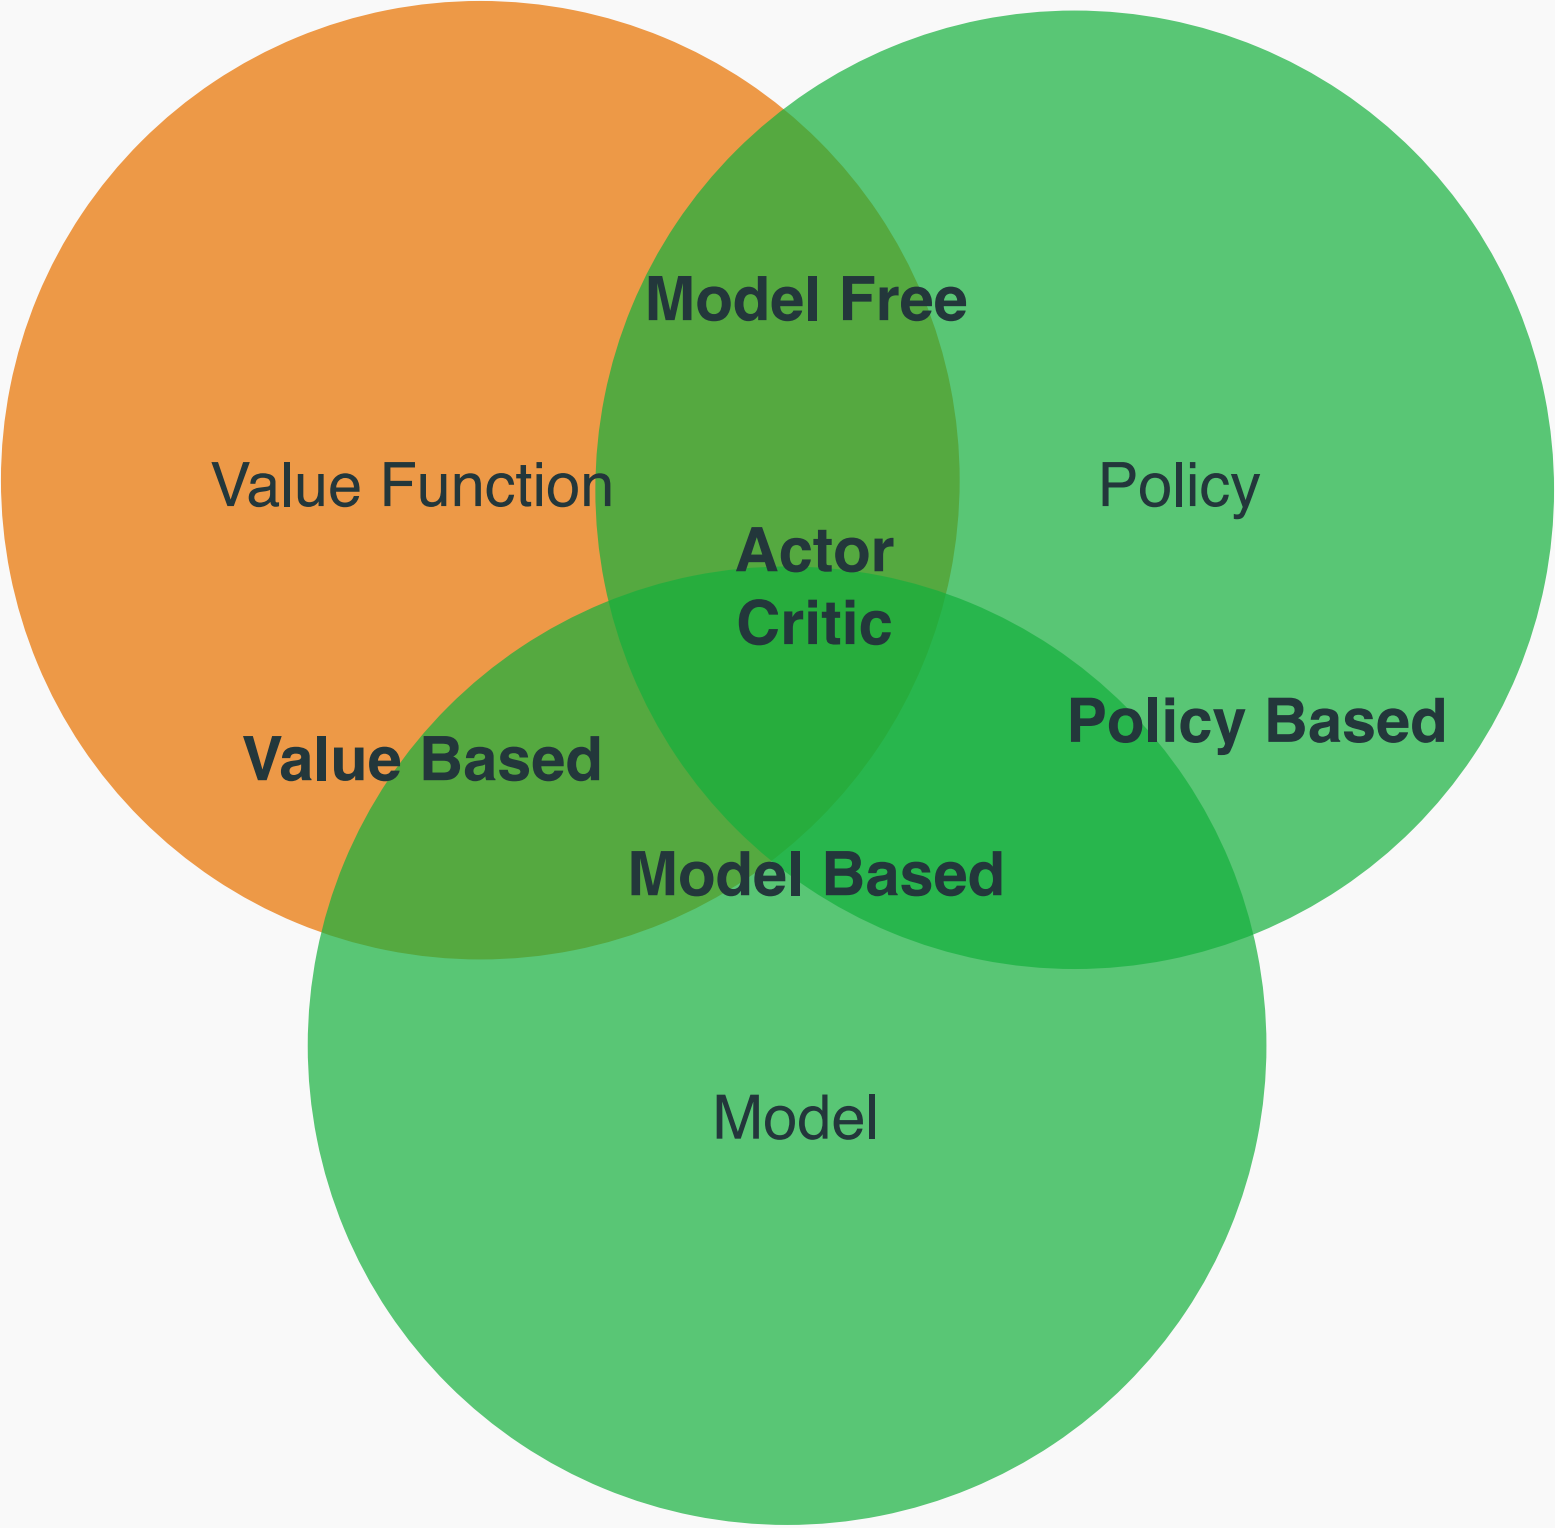 Model Free
Value Function
Policy
Actor
Critic
Policy Based
Value Based
Model Based
Model